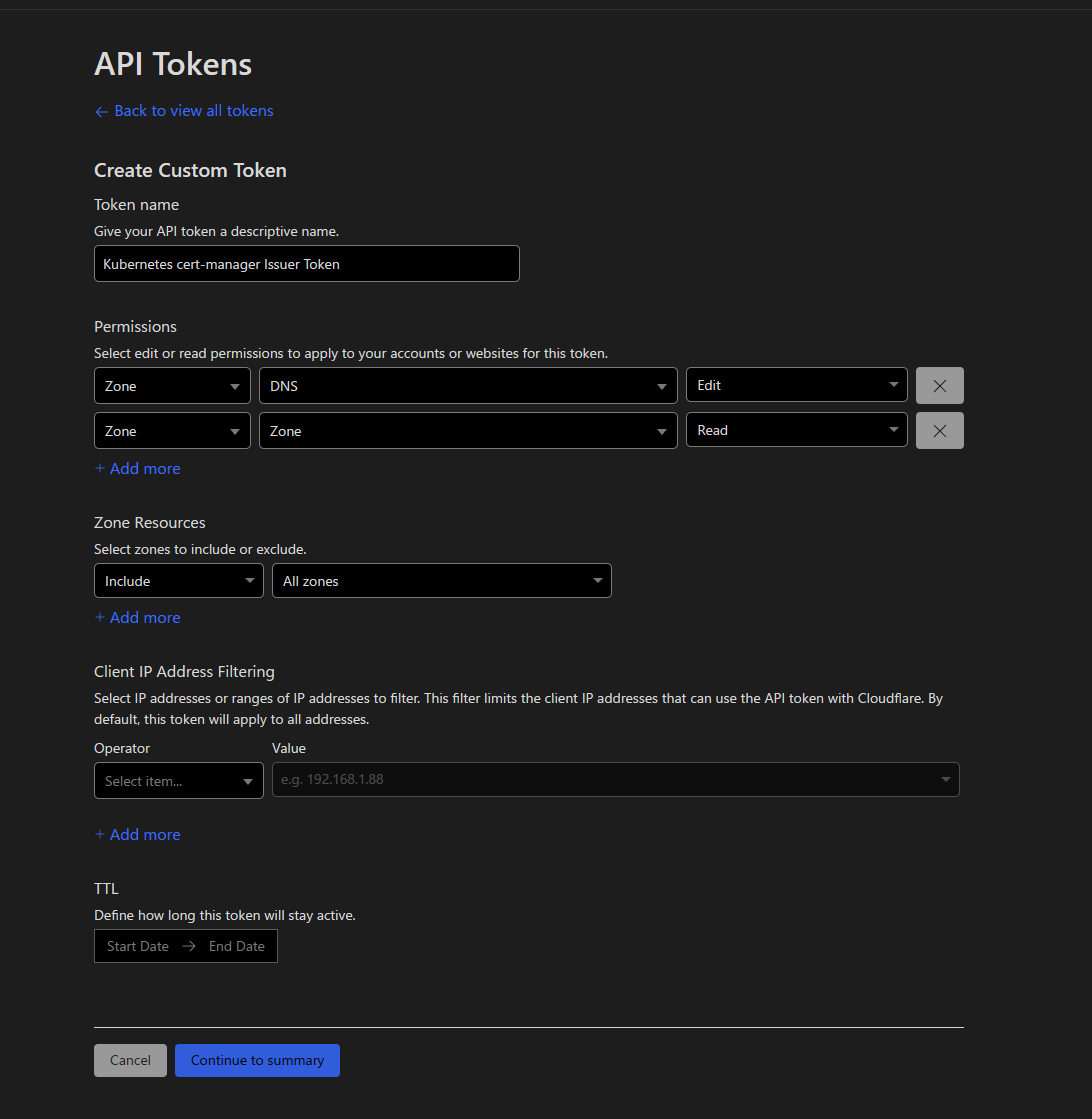 API Tokens
← Back to view all tokens
Create Custom Token
Token name
Give your API token a descriptive name.
Kubernetes cert-manager Issuer Token
Permissions
Select edit or read permissions to apply to your accounts or websites for this token.
Zone DNS Edit
Zone Zone Read
+ Add more
Zone Resources
Select zones to include or exclude.
Include All zones
+ Add more
Client IP Address Filtering
Select IP addresses or ranges of IP addresses to filter. This filter limits the client IP addresses that can use the API token with Cloudflare. By
default, this token will apply to all addresses.
Operator Value
Select item... e.g. 192.168.1.88
+ Add more
TTL
Define how long this token will stay active.
Start Date → End Date
Cancel Continue to summary